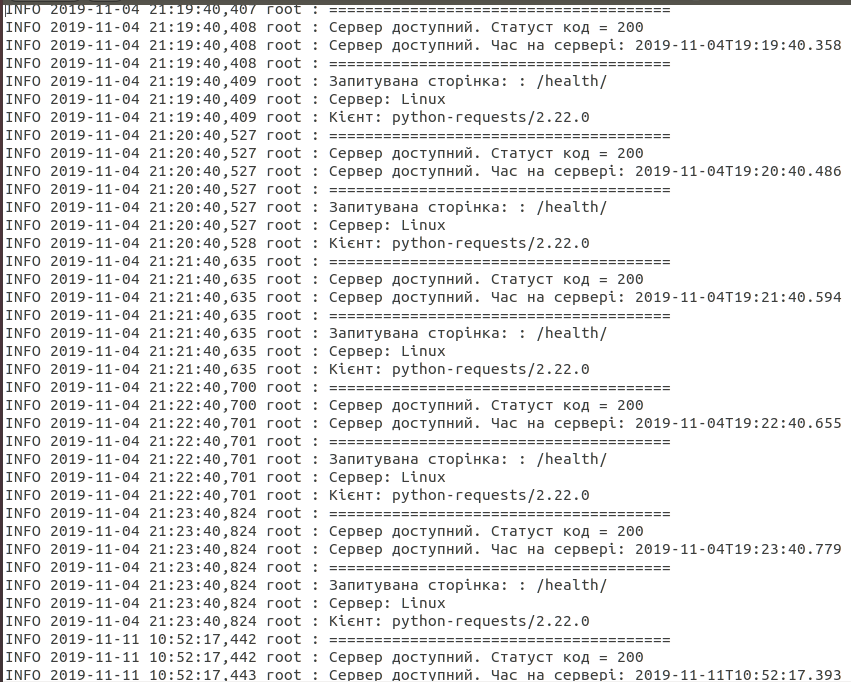 INFO 2019-11-04 21:19:40,407 root : ======================================
INFO 2019-11-04 21:19:40,408 root : Сервер доступний. Статуст код = 200
INFO 2019-11-04 21:19:40,408 root : Сервер доступний. Час на сервері: 2019-11-04T19:19:40.358
INFO 2019-11-04 21:19:40,408 root : ======================================
INFO 2019-11-04 21:19:40,409 root : Запитувана сторінка: : /health/
INFO 2019-11-04 21:19:40,409 root : Сервер: Linux
INFO 2019-11-04 21:19:40,409 root : Кієнт: python-requests/2.22.0
INFO 2019-11-04 21:20:40,527 root : ======================================
INFO 2019-11-04 21:20:40,527 root : Сервер доступний. Статуст код = 200
INFO 2019-11-04 21:20:40,527 root : Сервер доступний. Час на сервері: 2019-11-04T19:20:40.486
INFO 2019-11-04 21:20:40,527 root : ======================================
INFO 2019-11-04 21:20:40,527 root : Запитувана сторінка: : /health/
INFO 2019-11-04 21:20:40,527 root : Сервер: Linux
INFO 2019-11-04 21:20:40,528 root : Кієнт: python-requests/2.22.0
INFO 2019-11-04 21:21:40,635 root : ======================================
INFO 2019-11-04 21:21:40,635 root : Сервер доступний. Статуст код = 200
INFO 2019-11-04 21:21:40,635 root : Сервер доступний. Час на сервері: 2019-11-04T19:21:40.594
INFO 2019-11-04 21:21:40,635 root : ======================================
INFO 2019-11-04 21:21:40,635 root : Запитувана сторінка: : /health/
INFO 2019-11-04 21:21:40,635 root : Сервер: Linux
INFO 2019-11-04 21:21:40,635 root : Кієнт: python-requests/2.22.0
INFO 2019-11-04 21:22:40,700 root : ======================================
INFO 2019-11-04 21:22:40,700 root : Сервер доступний. Статуст код = 200
INFO 2019-11-04 21:22:40,701 root : Сервер доступний. Час на сервері: 2019-11-04T19:22:40.655
INFO 2019-11-04 21:22:40,701 root : ======================================
INFO 2019-11-04 21:22:40,701 root : Запитувана сторінка: : /health/
INFO 2019-11-04 21:22:40,701 root : Сервер: Linux
INFO 2019-11-04 21:22:40,701 root : Кієнт: python-requests/2.22.0
INFO 2019-11-04 21:23:40,824 root : ======================================
INFO 2019-11-04 21:23:40,824 root : Сервер доступний. Статуст код = 200
INFO 2019-11-04 21:23:40,824 root : Сервер доступний. Час на сервері: 2019-11-04T19:23:40.779
INFO 2019-11-04 21:23:40,824 root : ======================================
INFO 2019-11-04 21:23:40,824 root : Запитувана сторінка: : /health/
INFO 2019-11-04 21:23:40,824 root : Сервер: Linux
INFO 2019-11-04 21:23:40,824 root : Кієнт: python-requests/2.22.0
INFO 2019-11-11 10:52:17,442 root : ======================================
INFO 2019-11-11 10:52:17,442 root : Сервер доступний. Статуст код = 200
INFO 2019-11-11 10:52:17,443 root : Сервер доступний. Час на сервері: 2019-11-11T10:52:17.393